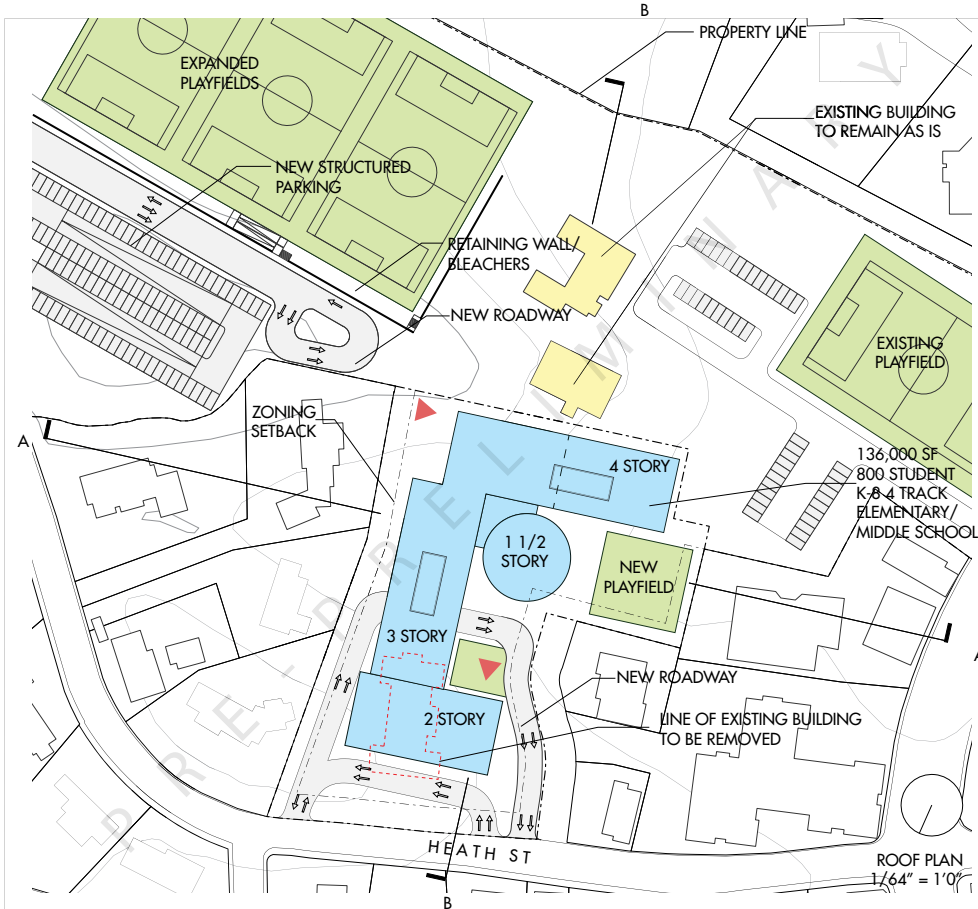 B
PROPERTY LINE
EXPANDED
PLAYFIELDS
EXISTING BUILDING
TO REMAIN AS IS
NEW STRUCTURED
PARKING
RETAINING WALL/
BLEACHERS
NEW ROADWAY
EXISTING
PLAYFIELD
ZONING
SETBACK
A
4 STORY
136,000 SF
800 STUDENT
K-8 4 TRACK
ELEMENTARY/
MIDDLE SCHOOL
1 1/2
STORY
NEW
PLAYFIELD
3 STORY
A
NEW ROADWAY
2 STORY
LINE OF EXISTING BUILDING
TO BE REMOVED
HEATH ST
ROOF PLAN
1/64" = 1'0"
B
PRE-PRELIMINARY